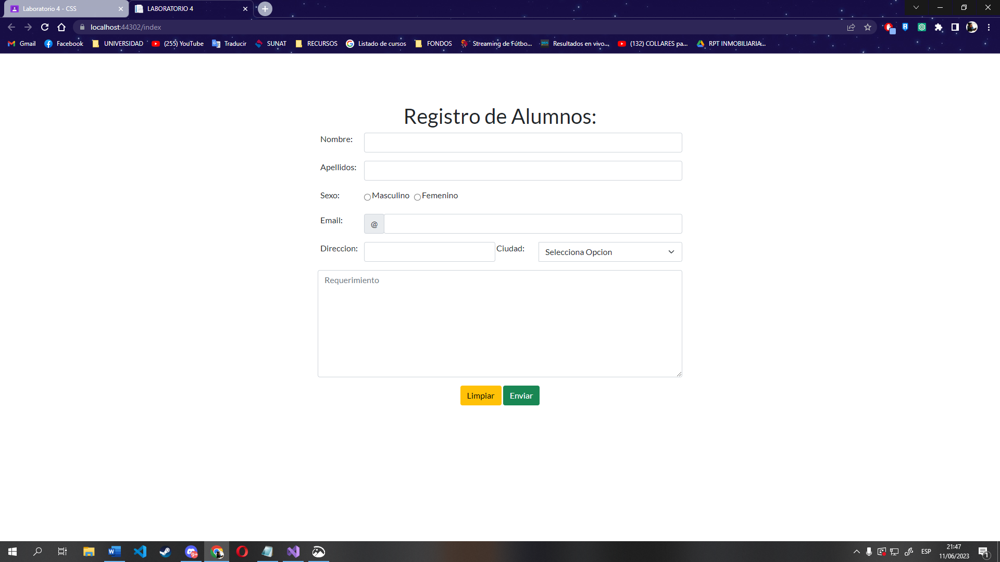 Laboratorio 4 - CSS
LABORATORIO 4
localhost:44302/index
Gmail Facebook UNIVERSIDAD (255) YouTube Traducir SUNAT RECURSOS Listado de cursos FONDOS Streaming de Fútbo... Resultados en vivo... (132) COLLARES pa... RPT INMOBILIARIA...
Registro de Alumnos:
Nombre:
Apellidos:
Sexo: Masculino Femenino
Email: @
Direccion: Ciudad: Selecciona Opcion
Requerimiento
Limpiar Enviar
9+
ESP
21:47
11/06/2023
1